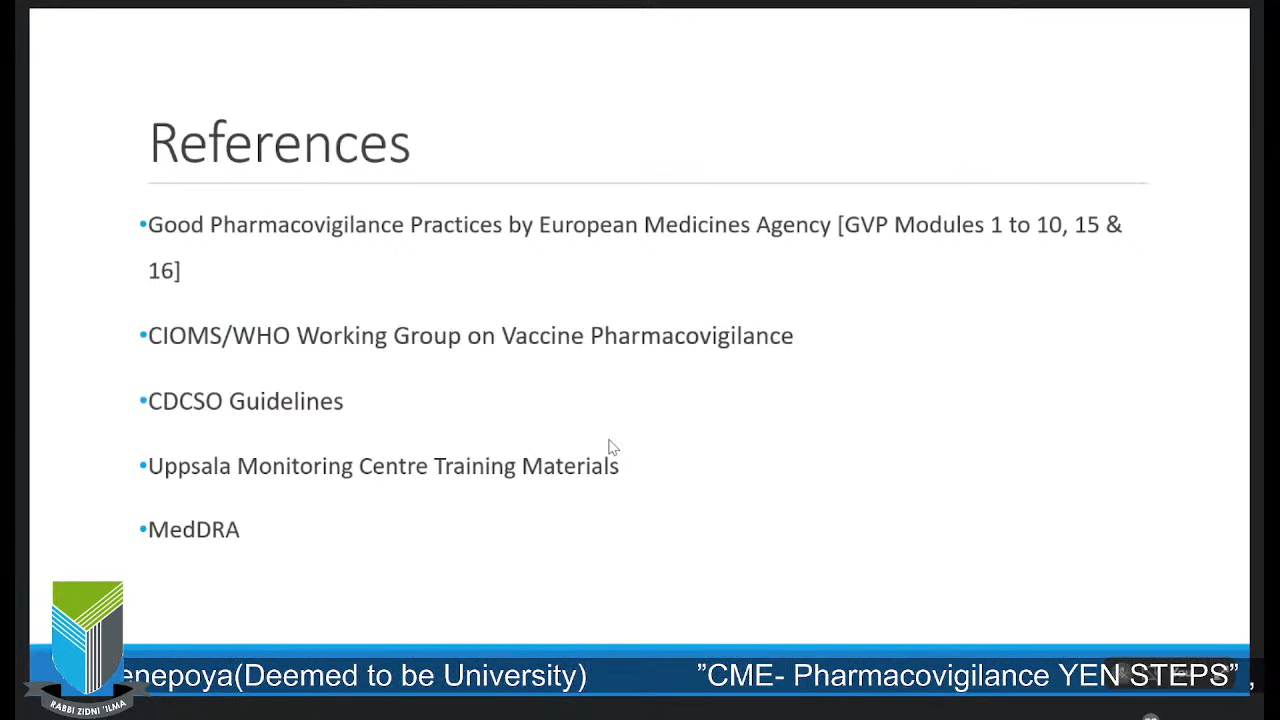 References
•Good Pharmacovigilance Practices by European Medicines Agency [GVP Modules 1 to 10, 15 &
16]
•CIOMS/WHO Working Group on Vaccine Pharmacovigilance
•CDCSO Guidelines
•Uppsala Monitoring Centre Training Materials
•MedDRA
enepoya(Deemed to be University) ”CME- Pharmacovigilance YEN STEPS” ,
RABBI ZIDNI 'ILMA